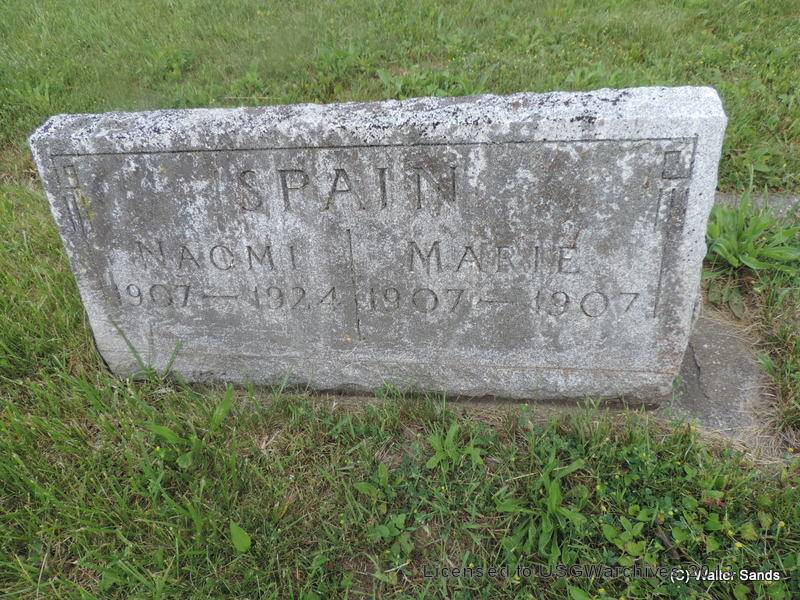 SPAIN
NAOMI
1907 — 1924
MARIE
1907 — 1907
Licensed to USGWarchives
(C) Walter Sands